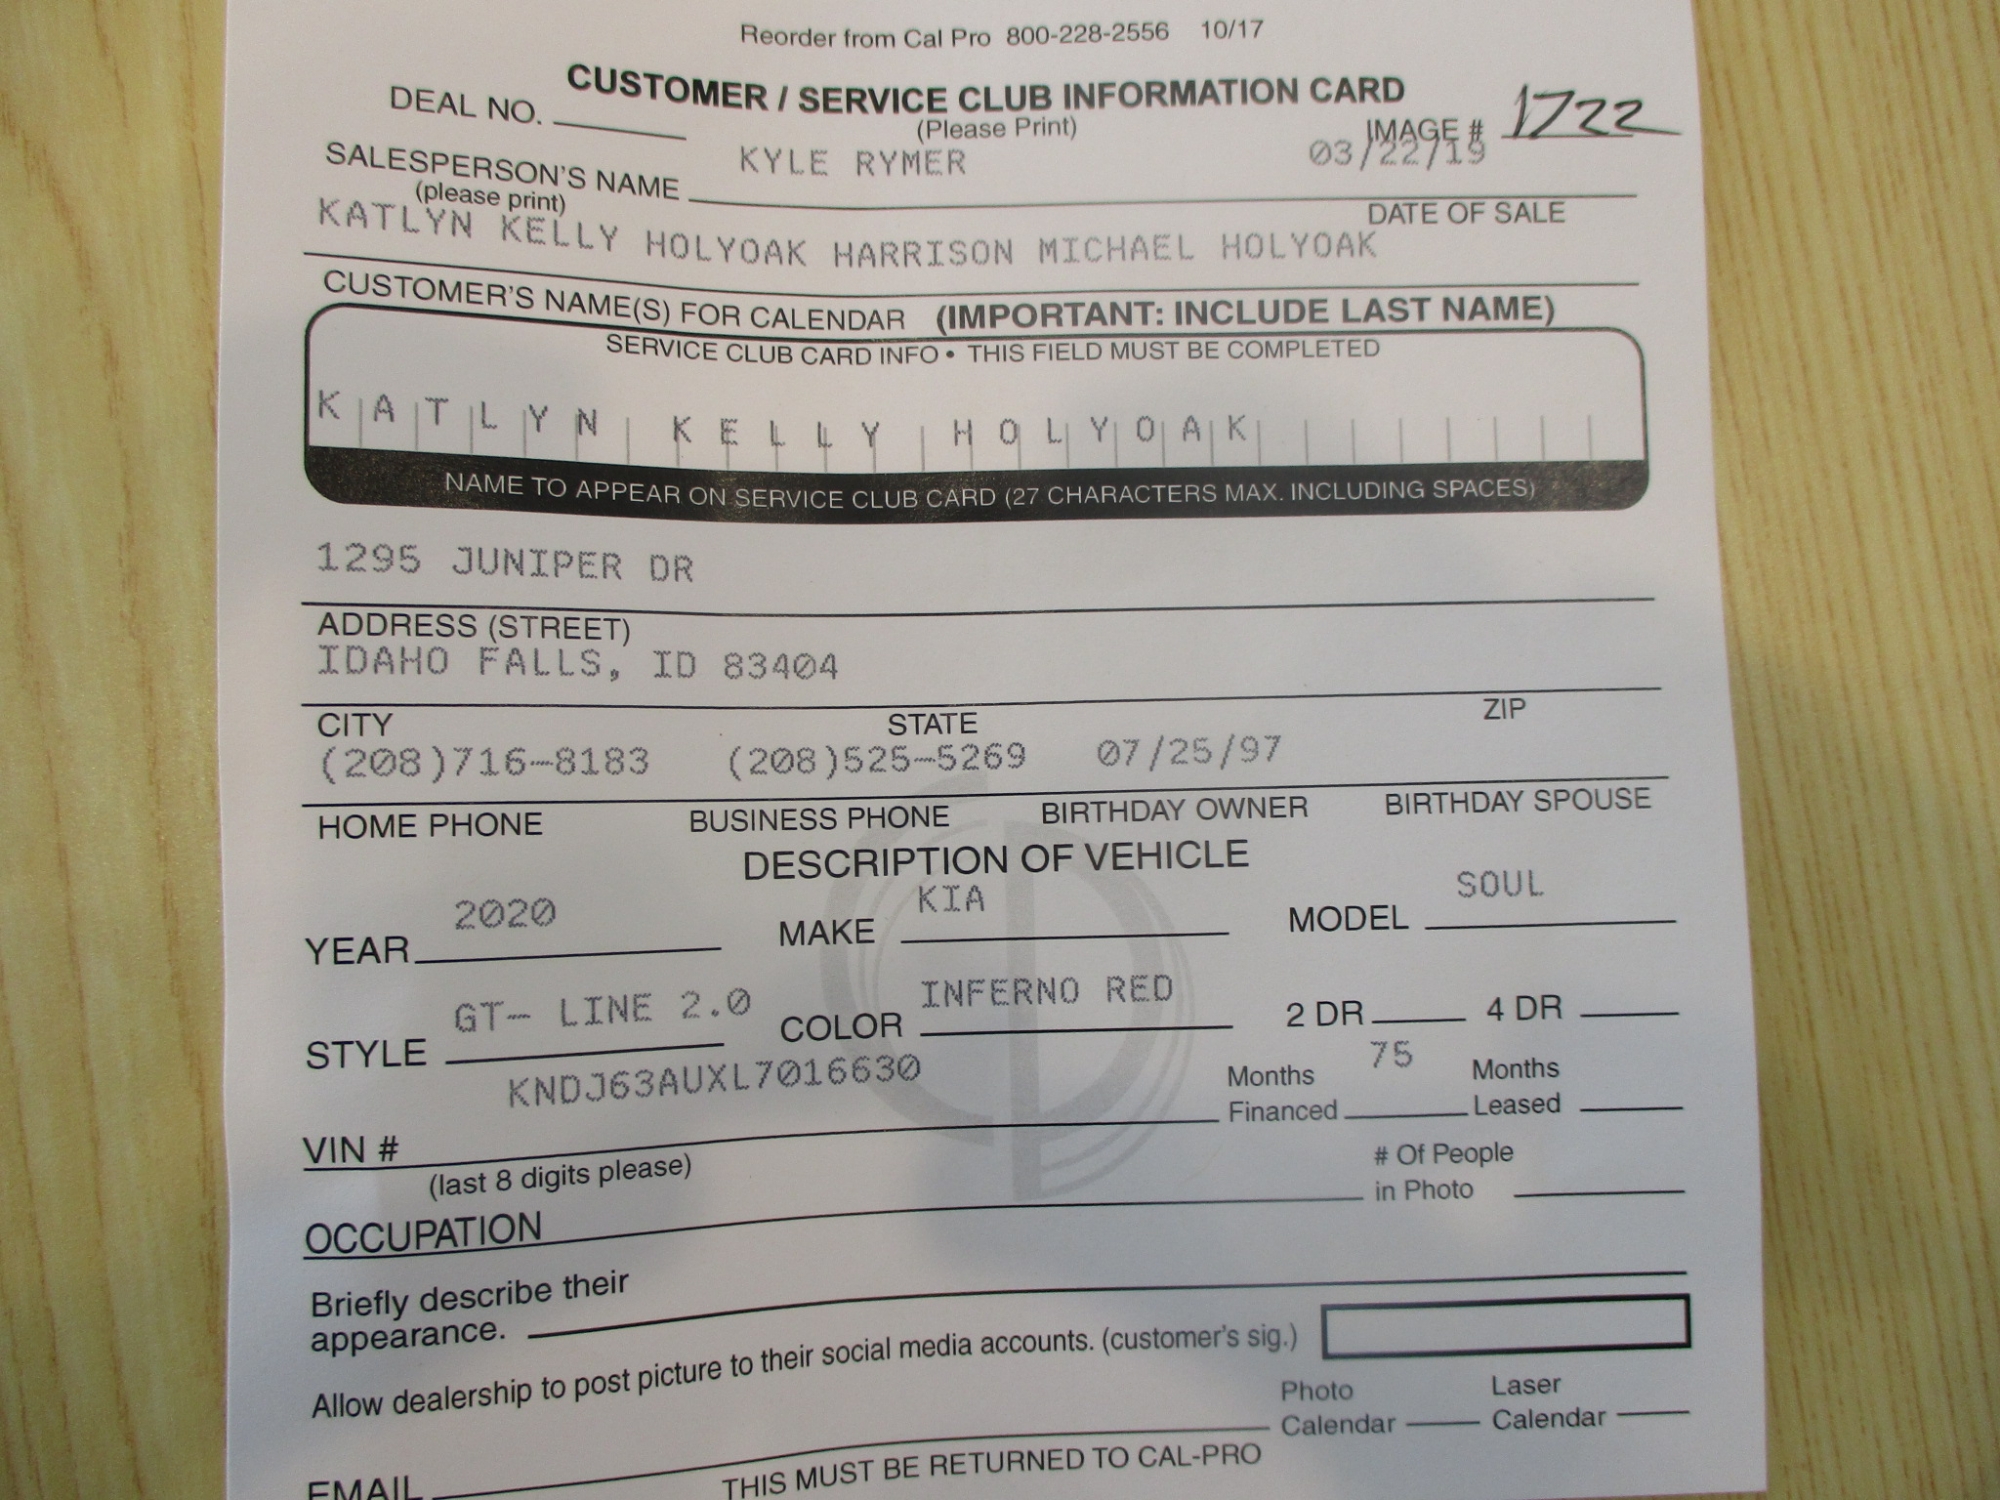 Reorder from Cal Pro 800-228-2556 10/17
CUSTOMER / SERVICE CLUB INFORMATION CARD
DEAL NO. (Please Print) IMAGE # 1722
SALESPERSON'S NAME KYLE RYMER 03/22/19
(please print) DATE OF SALE
KATLYN KELLY HOLYOAK HARRISON MICHAEL HOLYOAK
CUSTOMER'S NAME(S) FOR CALENDAR (IMPORTANT: INCLUDE LAST NAME)
SERVICE CLUB CARD INFO • THIS FIELD MUST BE COMPLETED
KATLYN KELLY HOLYOAK
NAME TO APPEAR ON SERVICE CLUB CARD (27 CHARACTERS MAX. INCLUDING SPACES)
1295 JUNIPER DR
ADDRESS (STREET)
IDAHO FALLS, ID 83404
CITY STATE ZIP
(208)716-8183 (208)525-5269 07/25/97
HOME PHONE BUSINESS PHONE BIRTHDAY OWNER BIRTHDAY SPOUSE
DESCRIPTION OF VEHICLE
YEAR 2020 MAKE KIA MODEL SOUL
STYLE GT- LINE 2.0 COLOR INFERNO RED 2 DR 4 DR
VIN # KNDJ63AUXL7016630 Months Financed 75 Months Leased
(last 8 digits please) # Of People in Photo
OCCUPATION
Briefly describe their
appearance.
Allow dealership to post picture to their social media accounts. (customer's sig.)
Photo Calendar Laser Calendar
EMAIL THIS MUST BE RETURNED TO CAL-PRO